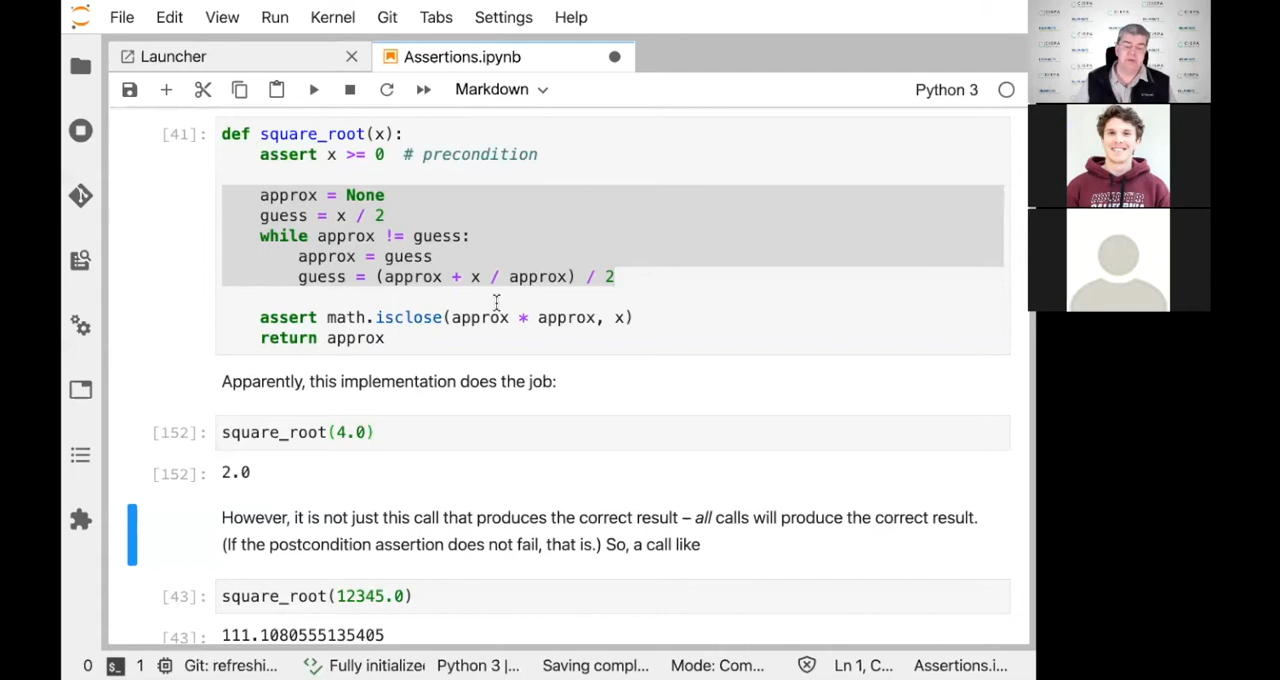 File Edit View Run Kernel Git Tabs Settings Help
Launcher
Assertions.ipynb
Markdown
Python 3
[41]:
def square_root(x):
    assert x >= 0  # precondition
    approx = None
    guess = x / 2
    while approx != guess:
        approx = guess
        guess = (approx + x / approx) / 2
    assert math.isclose(approx * approx, x)
    return approx
Apparently, this implementation does the job:
[152]: square_root(4.0)
[152]: 2.0
However, it is not just this call that produces the correct result – all calls will produce the correct result.
(If the postcondition assertion does not fail, that is.) So, a call like
[43]: square_root(12345.0)
[43]: 111.1080555135405
0 $_ 1 Git: refreshi... Fully initialized Python 3 |... Saving compl... Mode: Com... Ln 1, C... Assertions.i...
CISPA
CALIFORNIA